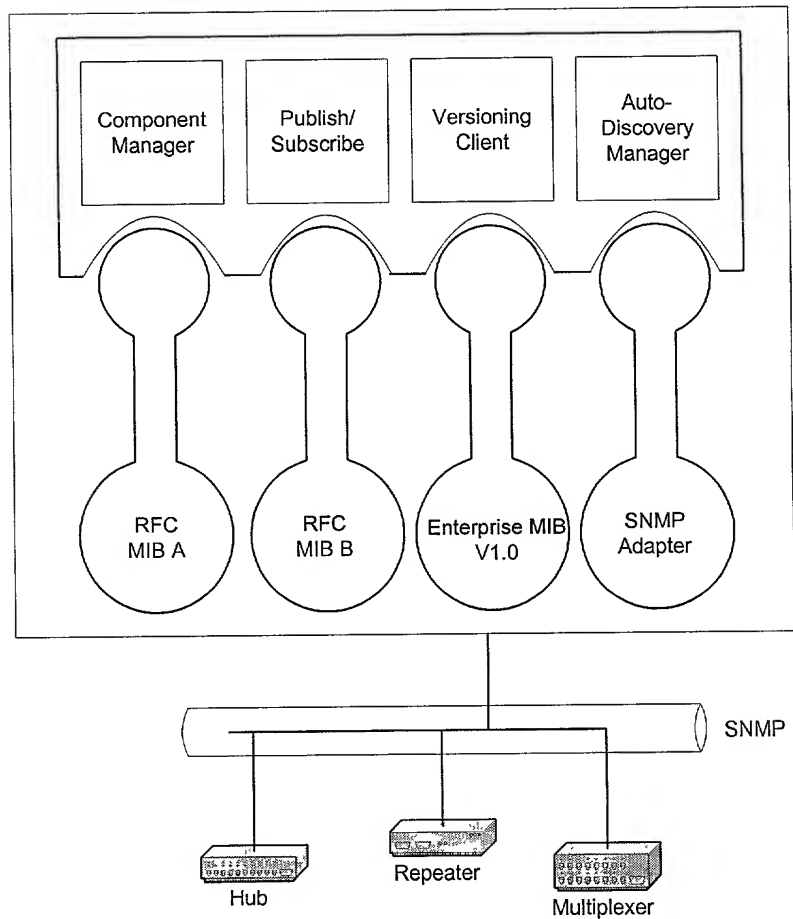 Component
Manager
Publish/
Subscribe
Versioning
Client
Auto-
Discovery
Manager
RFC
MIB A
RFC
MIB B
Enterprise MIB
V1.0
SNMP
Adapter
SNMP
Hub
Repeater
Multiplexer